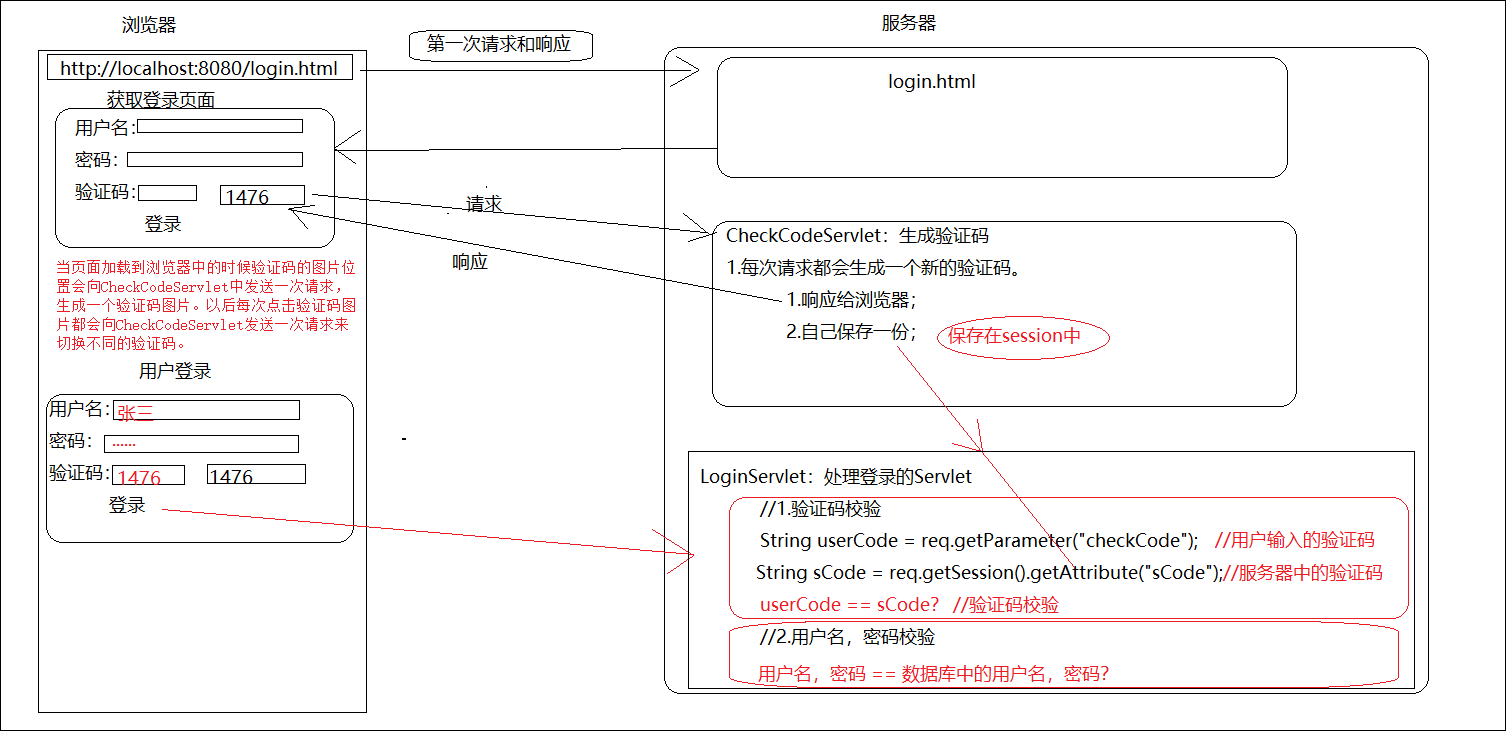 浏览器
服务器
第一次请求和响应
http://localhost:8080/login.html
login.html
获取登录页面
用户名:
密码：
验证码:
1476
登录
请求
响应
CheckCodeServlet：生成验证码
1.每次请求都会生成一个新的验证码。
1.响应给浏览器；
2.自己保存一份；
保存在session中
当页面加载到浏览器中的时候验证码的图片位
置会向CheckCodeServlet中发送一次请求，
生成一个验证码图片。以后每次点击验证码图
片都会向CheckCodeServlet发送一次请求来
切换不同的验证码。
用户登录
用户名：张三
密码： ······
验证码:1476 1476
登录
LoginServlet：处理登录的Servlet
//1.验证码校验
String userCode = req.getParameter("checkCode"); //用户输入的验证码
String sCode = req.getSession().getAttribute("sCode");//服务器中的验证码
userCode == sCode？ //验证码校验
//2.用户名，密码校验
用户名，密码 == 数据库中的用户名，密码？